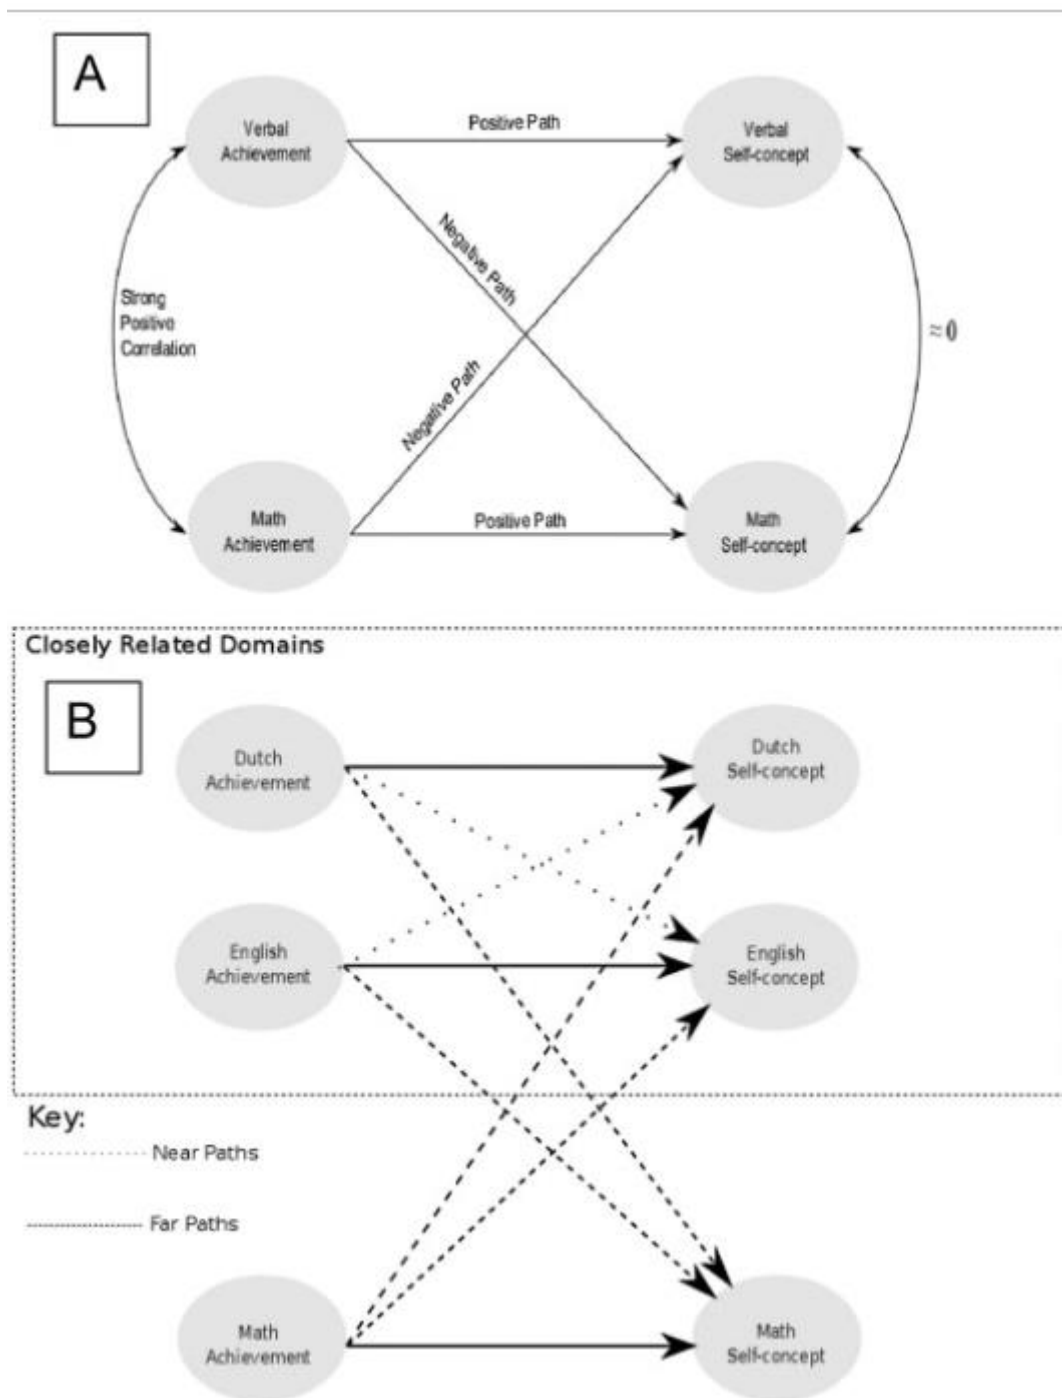 A
Verbal
Achievement
Positive Path
Verbal
Self-concept
Negative Path
Strong
Positive
Correlation
≈ 0
Negative Path
Math
Achievement
Positive Path
Math
Self-concept
Closely Related Domains
B
Dutch
Achievement
Dutch
Self-concept
English
Achievement
English
Self-concept
Key:
Near Paths
Far Paths
Math
Achievement
Math
Self-concept